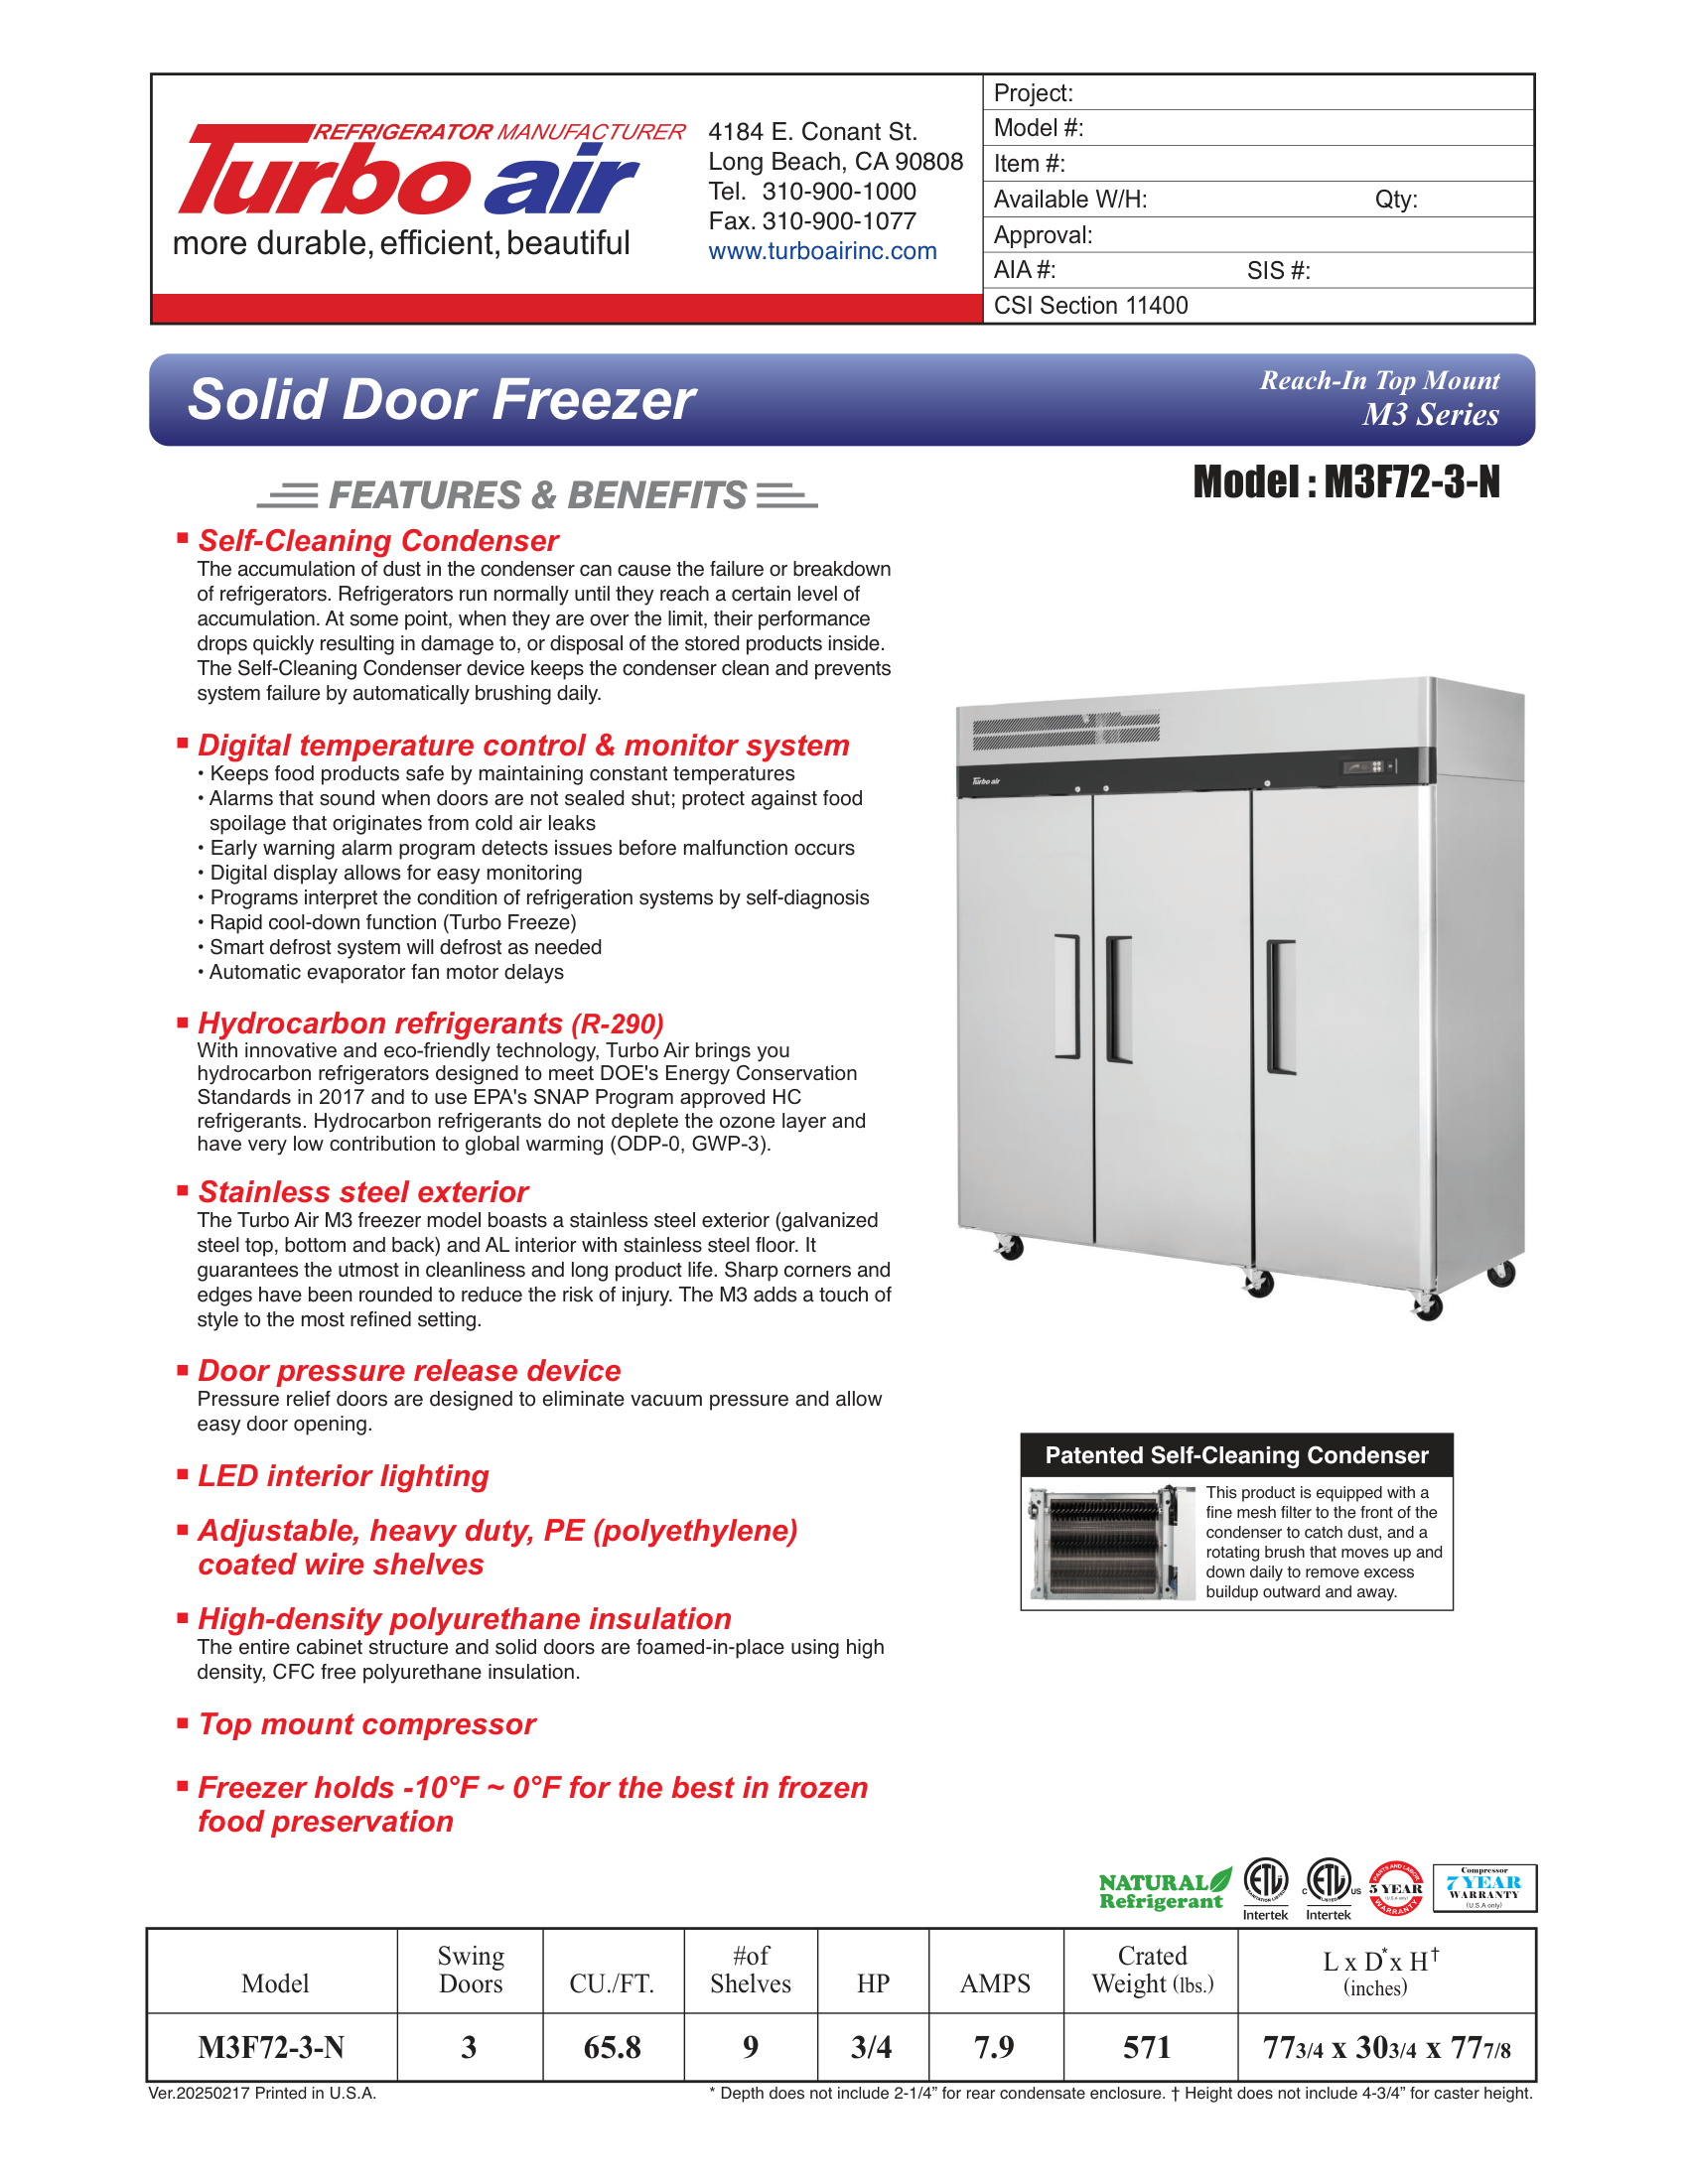 REFRIGERATOR MANUFACTURER
Turbo air
more durable, efficient, beautiful
4184 E. Conant St.
Long Beach, CA 90808
Tel. 310-900-1000
Fax. 310-900-1077
www.turboairinc.com
Project:
Model #:
Item #:
Available W/H: Qty:
Approval:
AIA #: SIS #:
CSI Section 11400
Solid Door Freezer
Reach-In Top Mount
M3 Series
Model : M3F72-3-N
FEATURES & BENEFITS
Self-Cleaning Condenser
The accumulation of dust in the condenser can cause the failure or breakdown
of refrigerators. Refrigerators run normally until they reach a certain level of
accumulation. At some point, when they are over the limit, their performance
drops quickly resulting in damage to, or disposal of the stored products inside.
The Self-Cleaning Condenser device keeps the condenser clean and prevents
system failure by automatically brushing daily.
Digital temperature control & monitor system
• Keeps food products safe by maintaining constant temperatures
• Alarms that sound when doors are not sealed shut; protect against food
spoilage that originates from cold air leaks
• Early warning alarm program detects issues before malfunction occurs
• Digital display allows for easy monitoring
• Programs interpret the condition of refrigeration systems by self-diagnosis
• Rapid cool-down function (Turbo Freeze)
• Smart defrost system will defrost as needed
• Automatic evaporator fan motor delays
Hydrocarbon refrigerants (R-290)
With innovative and eco-friendly technology, Turbo Air brings you
hydrocarbon refrigerators designed to meet DOE's Energy Conservation
Standards in 2017 and to use EPA's SNAP Program approved HC
refrigerants. Hydrocarbon refrigerants do not deplete the ozone layer and
have very low contribution to global warming (ODP-0, GWP-3).
Stainless steel exterior
The Turbo Air M3 freezer model boasts a stainless steel exterior (galvanized
steel top, bottom and back) and AL interior with stainless steel floor. It
guarantees the utmost in cleanliness and long product life. Sharp corners and
edges have been rounded to reduce the risk of injury. The M3 adds a touch of
style to the most refined setting.
Door pressure release device
Pressure relief doors are designed to eliminate vacuum pressure and allow
easy door opening.
LED interior lighting
Adjustable, heavy duty, PE (polyethylene)
coated wire shelves
High-density polyurethane insulation
The entire cabinet structure and solid doors are foamed-in-place using high
density, CFC free polyurethane insulation.
Top mount compressor
Freezer holds -10°F ~ 0°F for the best in frozen
food preservation
Turbo air
Patented Self-Cleaning Condenser
This product is equipped with a
fine mesh filter to the front of the
condenser to catch dust, and a
rotating brush that moves up and
down daily to remove excess
buildup outward and away.
NATURAL
Refrigerant
ETL
SANITATION LISTED
Intertek
C ETL US
LISTED
Intertek
PARTS AND LABOR
5 YEAR
(U.S.A only)
WARRANTY
Compressor
7 YEAR
WARRANTY
(U.S.A only)
Model | Swing Doors | CU./FT. | #of Shelves | HP | AMPS | Crated Weight (lbs.) | L x D* x H† (inches)
M3F72-3-N | 3 | 65.8 | 9 | 3/4 | 7.9 | 571 | 77 3/4 x 30 3/4 x 77 7/8
Ver.20250217 Printed in U.S.A.
* Depth does not include 2-1/4” for rear condensate enclosure. † Height does not include 4-3/4” for caster height.